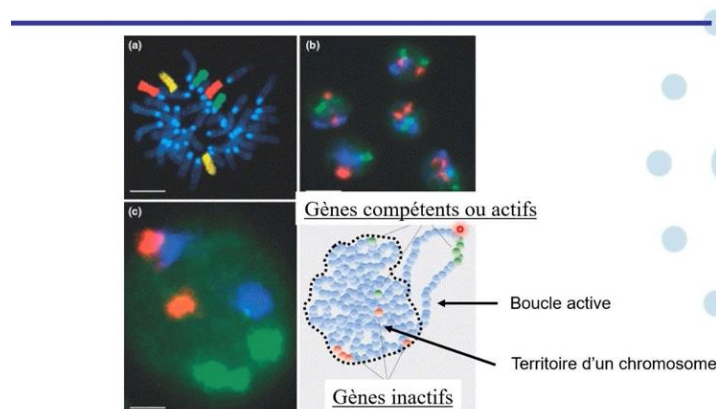 (a)
(b)
(c)
Gènes compétents ou actifs
Boucle active
Territoire d'un chromosome
Gènes inactifs